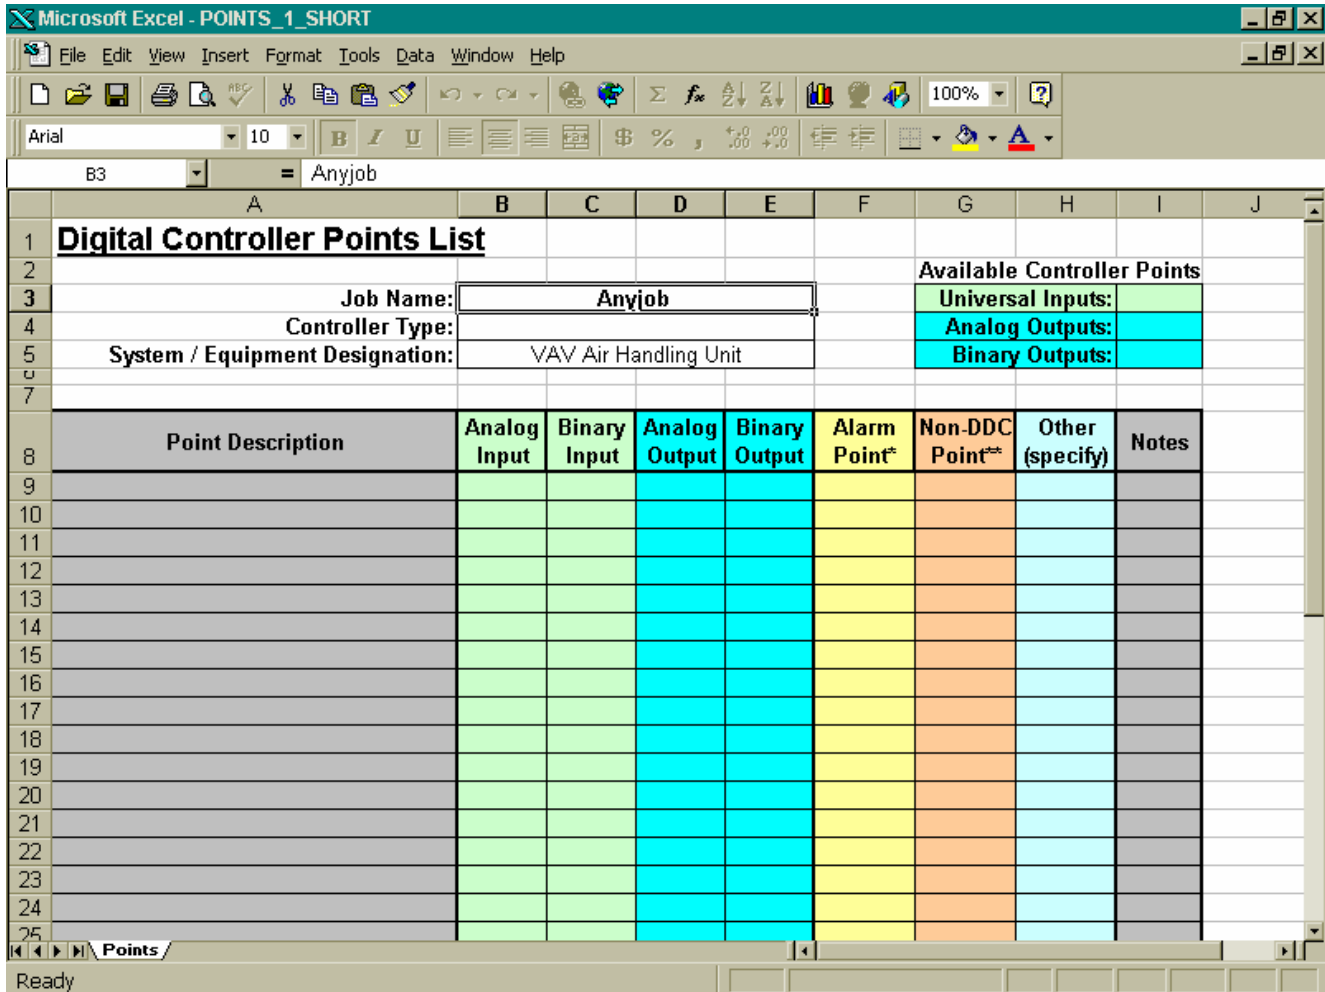 Microsoft Excel - POINTS_1_SHORT
File Edit View Insert Format Tools Data Window Help
100%
Arial 10 B I U $ % ,
B3 = Anyjob
A B C D E F G H I J
1 Digital Controller Points List
2 Available Controller Points
3 Job Name: Anyjob Universal Inputs:
4 Controller Type: Analog Outputs:
5 System / Equipment Designation: VAV Air Handling Unit Binary Outputs:
6
7
8 Point Description Analog Input Binary Input Analog Output Binary Output Alarm Point* Non-DDC Point** Other (specify) Notes
9
10
11
12
13
14
15
16
17
18
19
20
21
22
23
24
25
Points
Ready